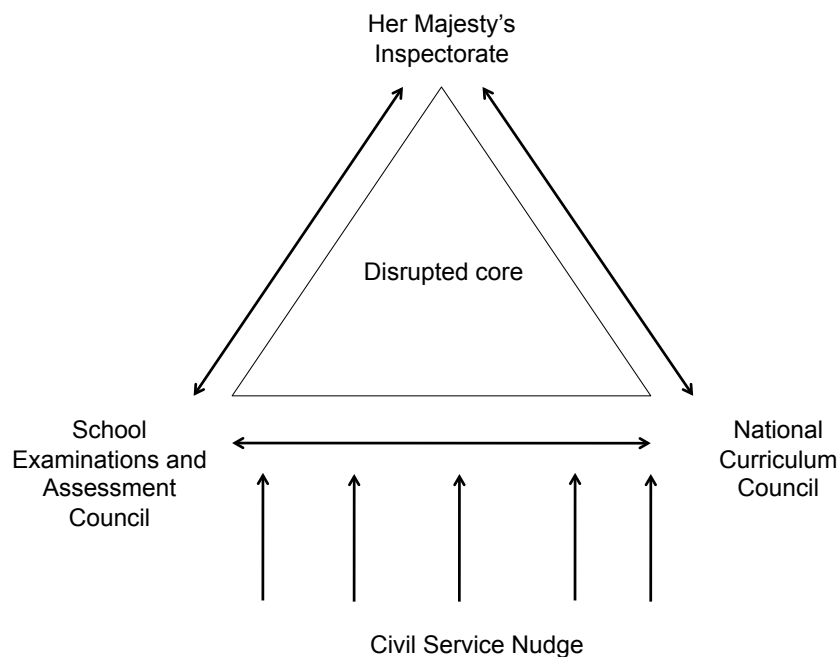 Her Majesty’s
Inspectorate
Disrupted core
School
Examinations and
Assessment
Council
National
Curriculum
Council
Civil Service Nudge